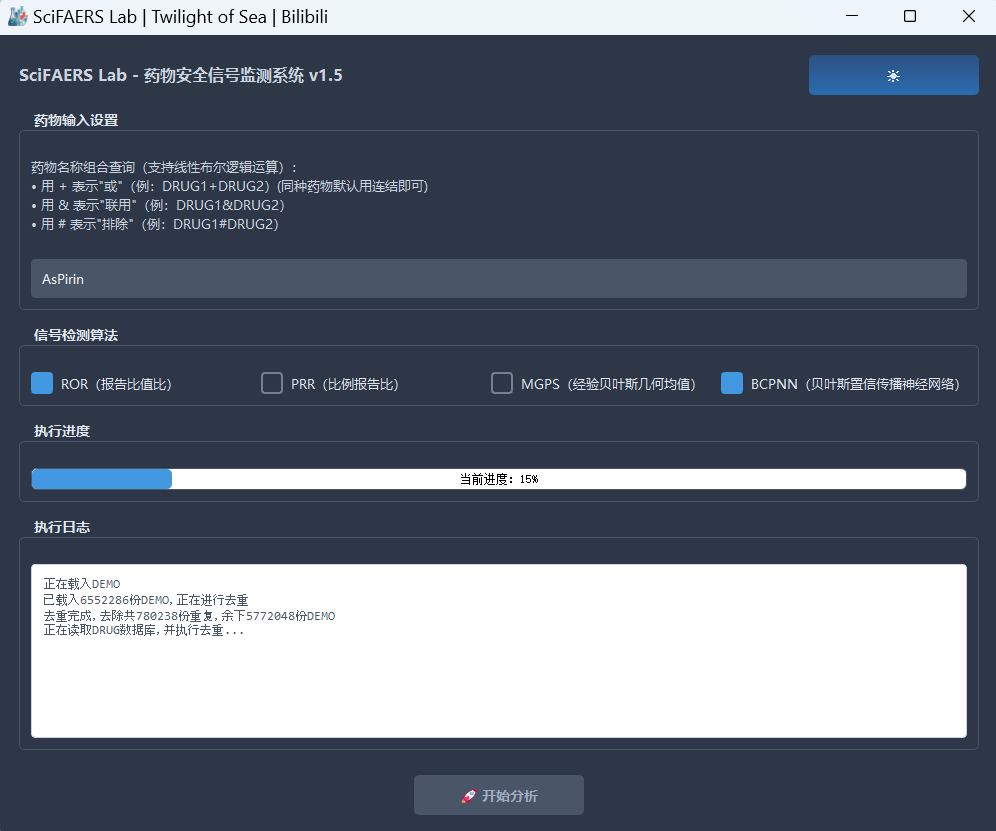 SciFAERS Lab | Twilight of Sea | Bilibili
SciFAERS Lab - 药物安全信号监测系统 v1.5
药物输入设置
药物名称组合查询（支持线性布尔逻辑运算）:
• 用 + 表示"或"（例：DRUG1+DRUG2）(同种药物默认用连结即可)
• 用 & 表示"联用"（例：DRUG1&DRUG2）
• 用 # 表示"排除"（例：DRUG1#DRUG2）
AsPirin
信号检测算法
ROR（报告比值比）
PRR（比例报告比）
MGPS（经验贝叶斯几何均值）
BCPNN（贝叶斯置信传播神经网络）
执行进度
当前进度：15%
执行日志
正在载入DEMO
已载入6552286份DEMO,正在进行去重
去重完成,去除共780238份重复,余下5772048份DEMO
正在读取DRUG数据库,并执行去重...
开始分析